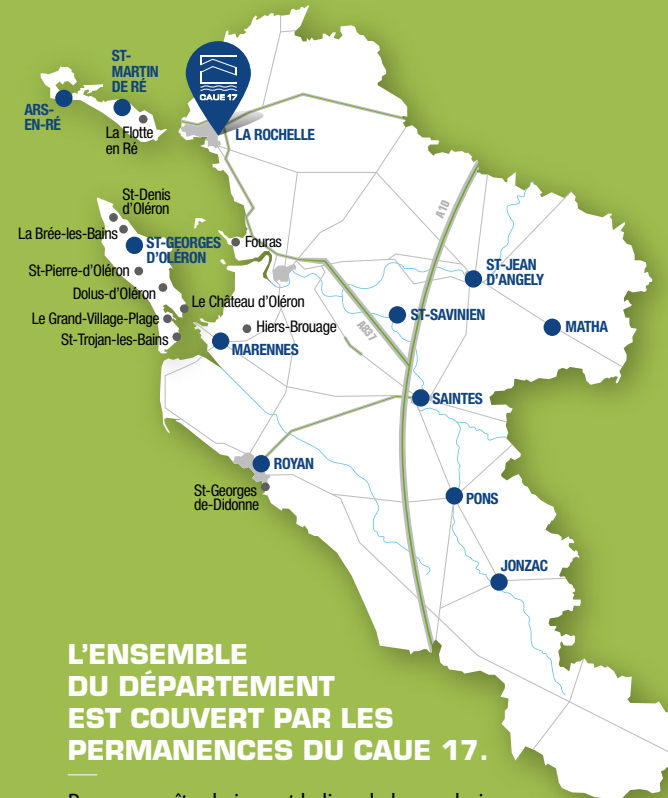 ST-
MARTIN
DE RÉ
CAUE 17
ARS-
EN-RÉ
La Flotte
en Ré
LA ROCHELLE
A10
St-Denis
d'Oléron
La Brée-les-Bains
ST-GEORGES
D'OLÉRON
Fouras
St-Pierre-d'Oléron
ST-JEAN
D'ANGELY
Dolus-d'Oléron
Le Château d'Oléron
Le Grand-Village-Plage
Hiers-Brouage
ST-SAVINIEN
A837
MATHA
St-Trojan-les-Bains
MARENNES
SAINTES
ROYAN
St-Georges
de-Didonne
PONS
JONZAC
L'ENSEMBLE
DU DÉPARTEMENT
EST COUVERT PAR LES
PERMANENCES DU CAUE 17.